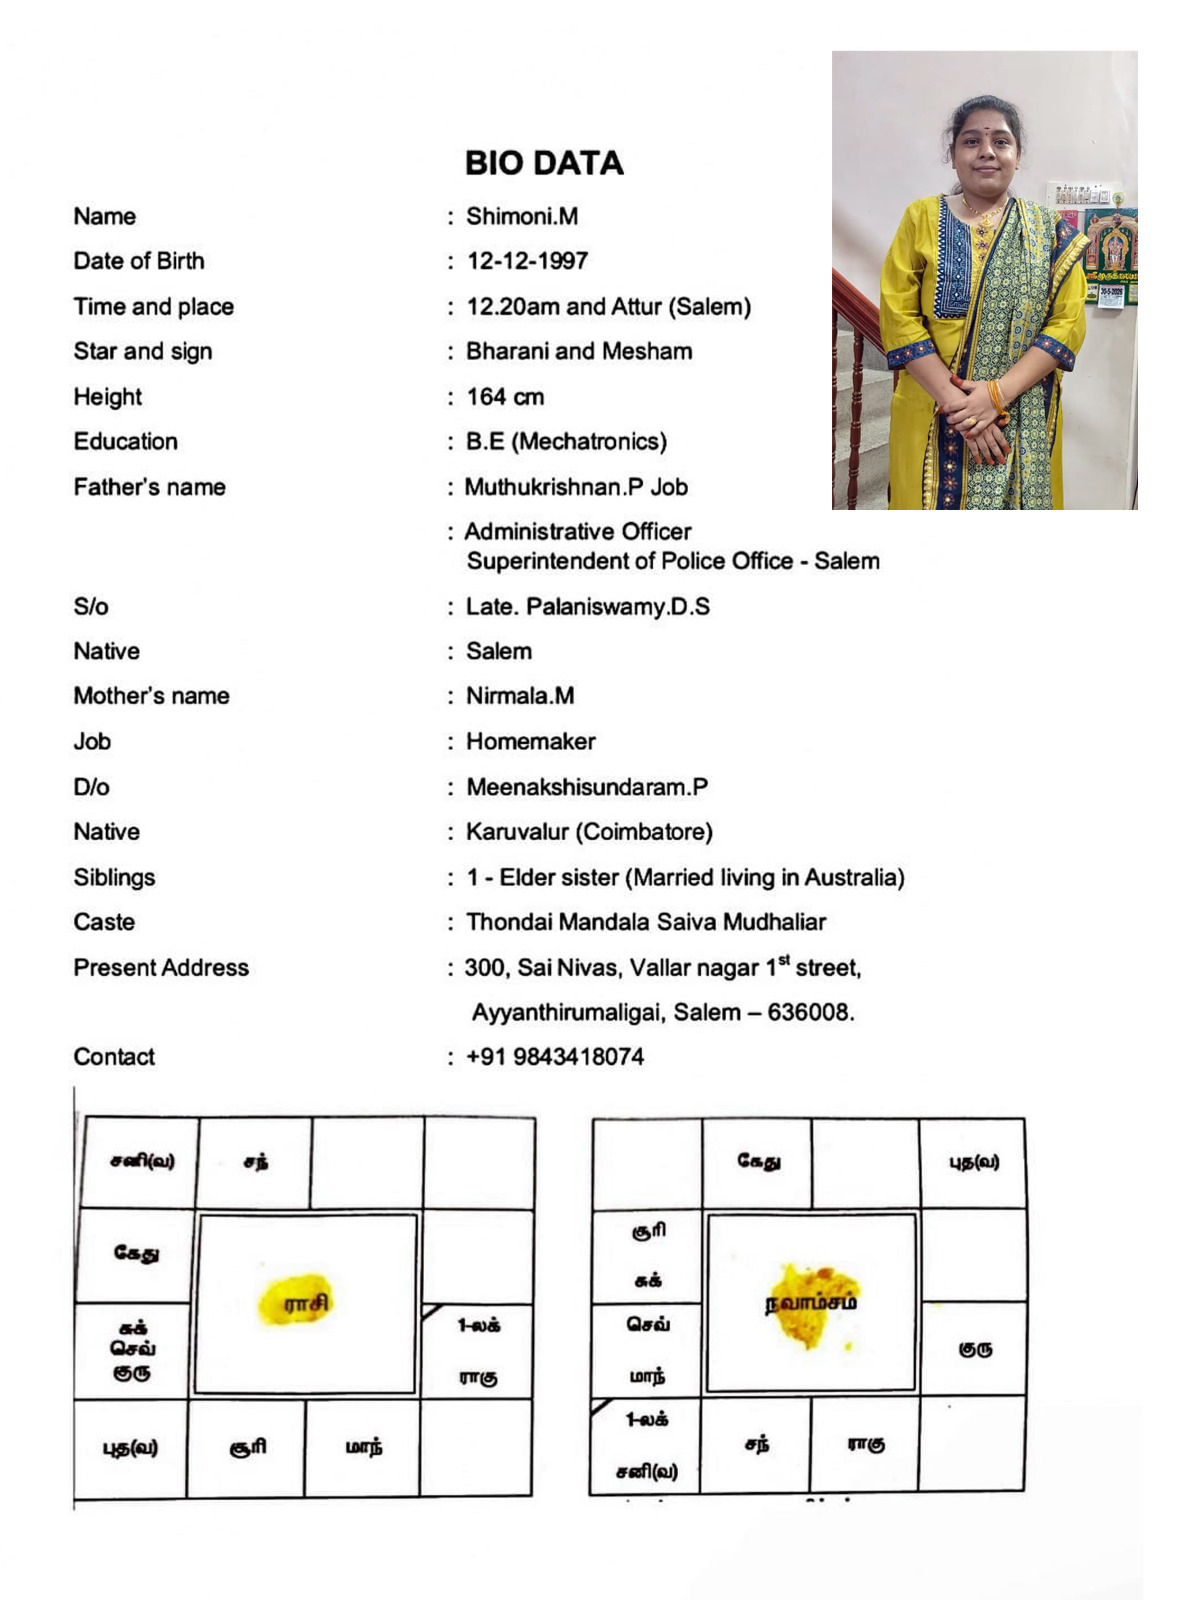 BIO DATA
Name : Shimoni.M
Date of Birth : 12-12-1997
Time and place : 12.20am and Attur (Salem)
Star and sign : Bharani and Mesham
Height : 164 cm
Education : B.E (Mechatronics)
Father's name : Muthukrishnan.P Job
: Administrative Officer
Superintendent of Police Office - Salem
S/o : Late. Palaniswamy.D.S
Native : Salem
Mother's name : Nirmala.M
Job : Homemaker
D/o : Meenakshisundaram.P
Native : Karuvalur (Coimbatore)
Siblings : 1 - Elder sister (Married living in Australia)
Caste : Thondai Mandala Saiva Mudhaliar
Present Address : 300, Sai Nivas, Vallar nagar 1st street,
Ayyanthirumaligai, Salem – 636008.
Contact : +91 9843418074
சனி(வ) சந்
கேது
ராசி
சுக்
செவ்
குரு
1-லக்
ராகு
புத(வ) சூரி மாந்
கேது புத(வ)
சூரி
சுக்
நவாம்சம்
செவ்
மாந்
குரு
1-லக்
சனி(வ)
சந் ராகு